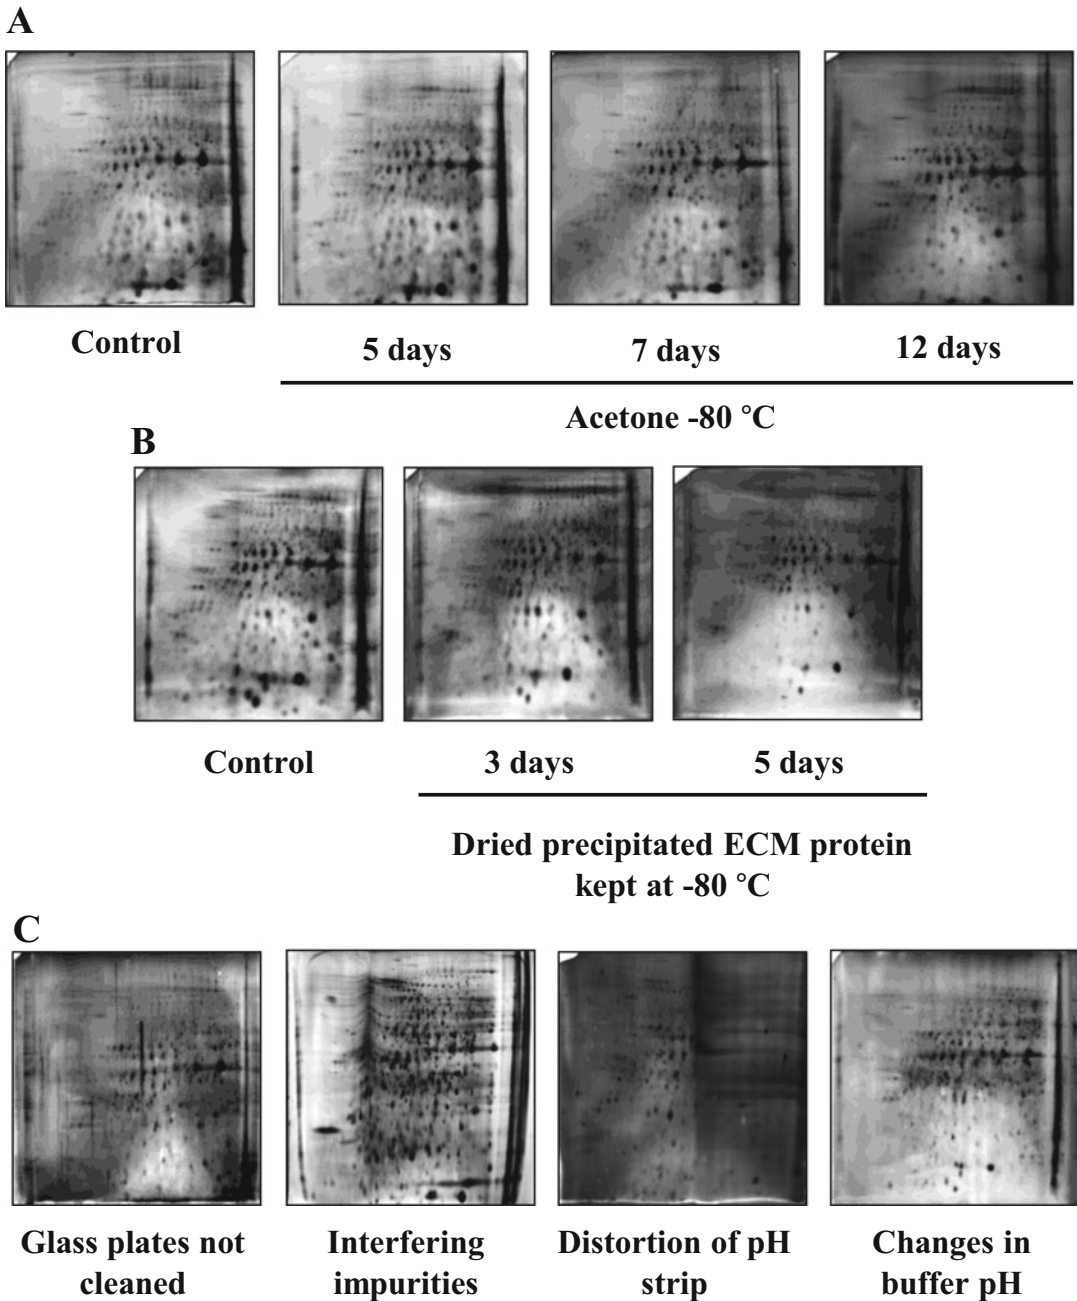 A
Control
5 days
7 days
12 days
Acetone -80 °C
B
Control
3 days
5 days
Dried precipitated ECM protein
kept at -80 °C
C
Glass plates not
cleaned
Interfering
impurities
Distortion of pH
strip
Changes in
buffer pH